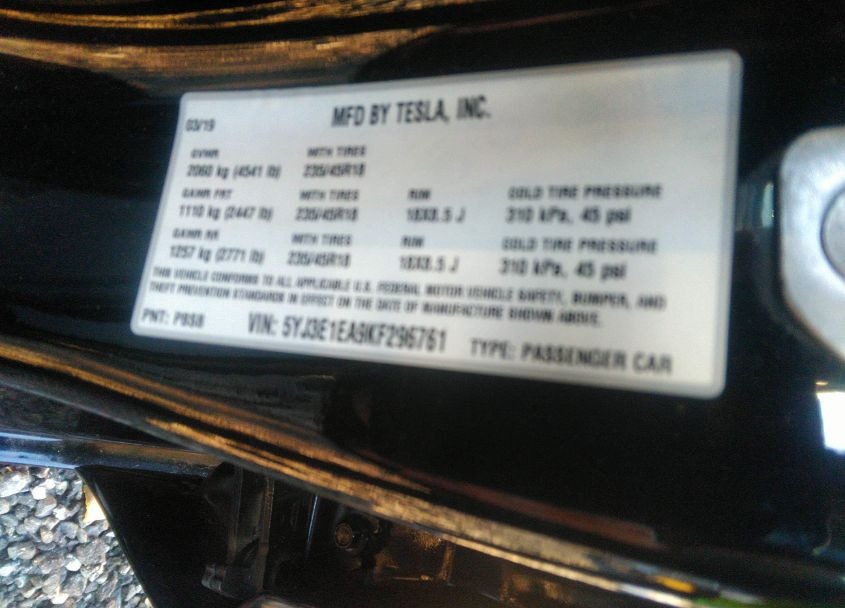 MFD BY TESLA, INC.
03/19
GVWR WITH TIRES
2060 kg (4541 lb) 235/45R18
GAWR FRT WITH TIRES RIM COLD TIRE PRESSURE
1110 kg (2447 lb) 235/45R18 18X8.5 J 310 kPa, 45 psi
GAWR RR WITH TIRES RIM COLD TIRE PRESSURE
1257 kg (2771 lb) 235/45R18 18X8.5 J 310 kPa, 45 psi
THIS VEHICLE CONFORMS TO ALL APPLICABLE U.S. FEDERAL MOTOR VEHICLE SAFETY, BUMPER, AND
THEFT PREVENTION STANDARDS IN EFFECT ON THE DATE OF MANUFACTURE SHOWN ABOVE.
PNT: VIN: 5YJ3E1EA9KF296761 TYPE: PASSENGER CAR